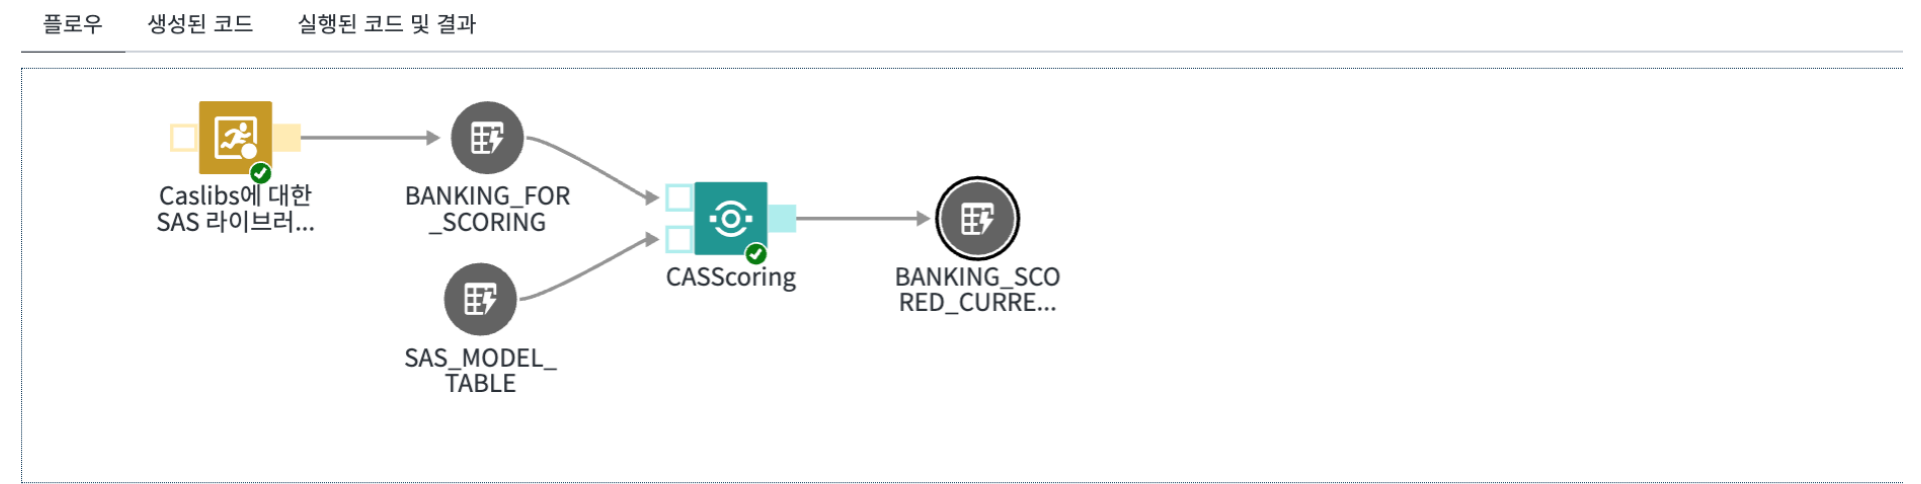 플로우
생성된 코드
실행된 코드 및 결과
Caslibs에 대한
SAS 라이브러...
BANKING_FOR
_SCORING
SAS_MODEL_
TABLE
CASScoring
BANKING_SCO
RED_CURRE...